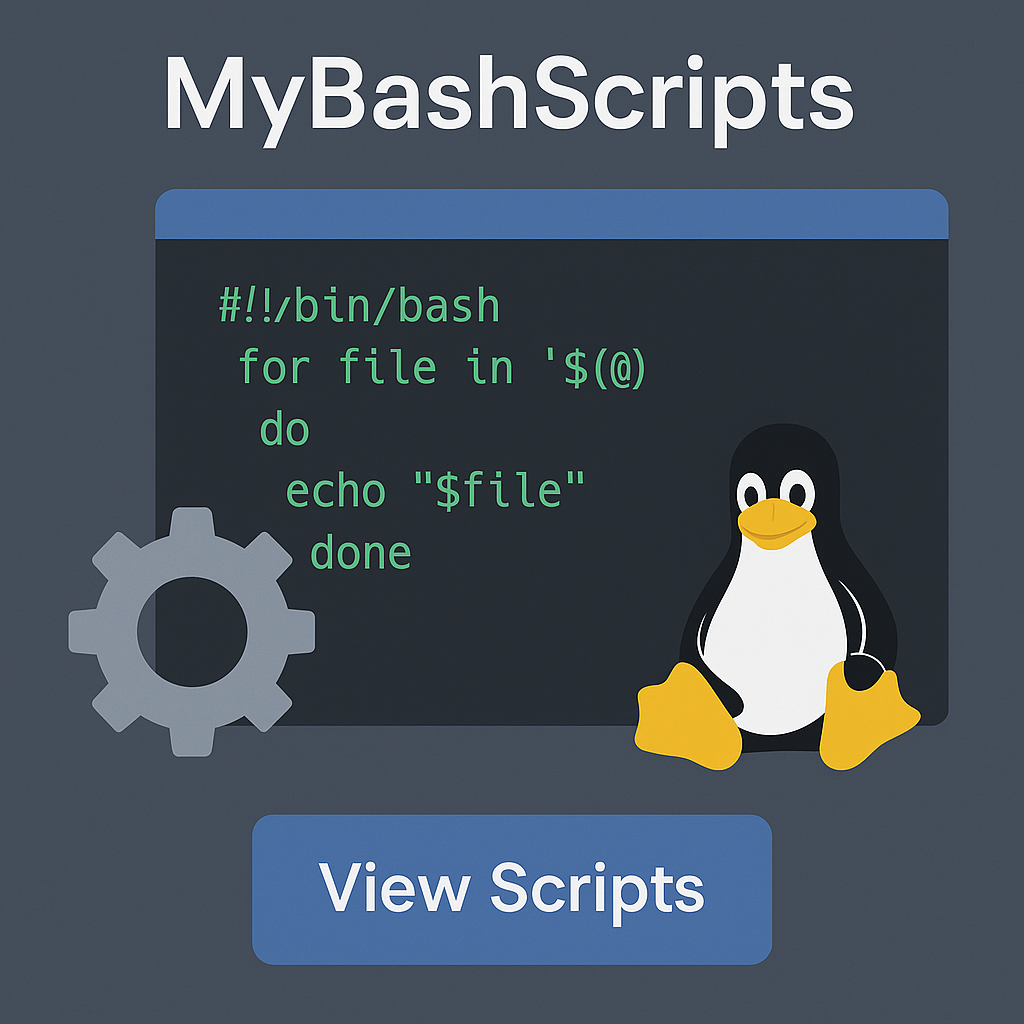 MyBashScripts
#!!/bin/bash
for file in '$(@)
do
echo "$file"
done
View Scripts